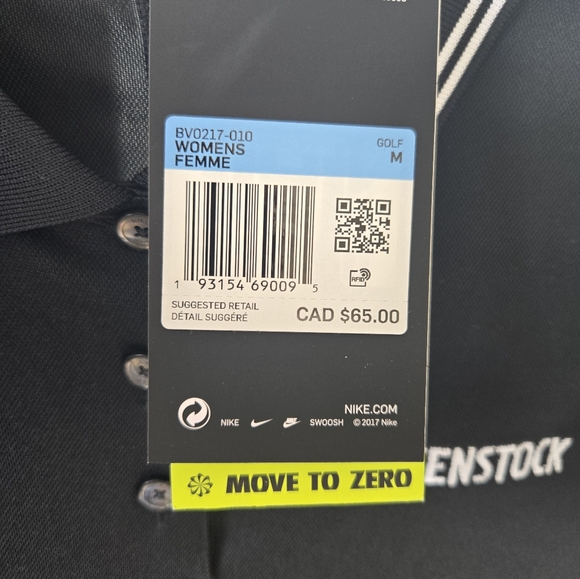 BV0217-010
WOMENS
FEMME
GOLF
M
1 93154 69009 5
RFID
SUGGESTED RETAIL
DÉTAIL SUGGÉRÉ
CAD $65.00
NIKE.COM
NIKE SWOOSH © 2017 Nike
MOVE TO ZERO
ENSTOCK